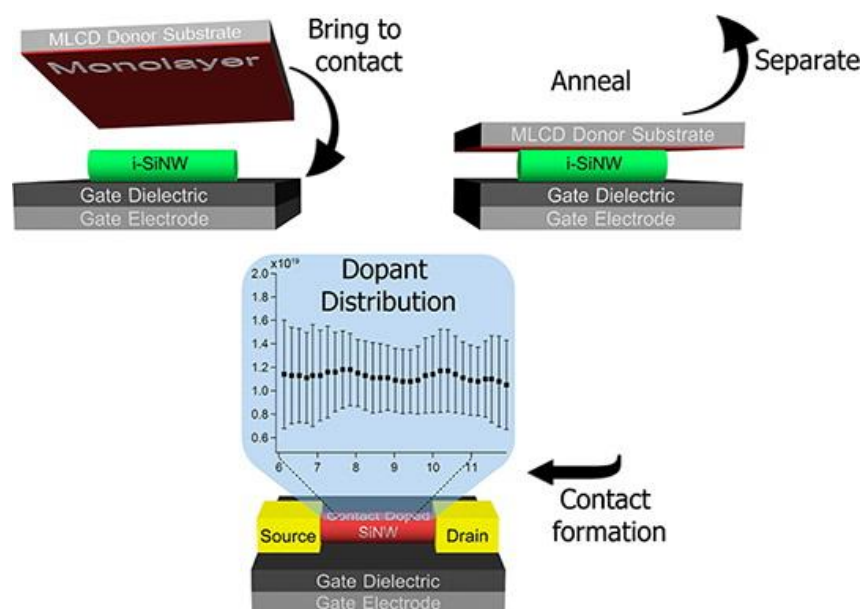 MLCD Donor Substrate
Monolayer
Bring to
contact
i-SiNW
Gate Dielectric
Gate Electrode
Anneal
Separate
MLCD Donor Substrate
i-SiNW
Gate Dielectric
Gate Electrode
x10¹⁹
Dopant
Distribution
2.0
1.8
1.6
1.4
1.2
1.0
0.8
0.6
6 7 8 9 10 11
Contact
formation
Contact Doped
SiNW
Source
Drain
Gate Dielectric
Gate Electrode